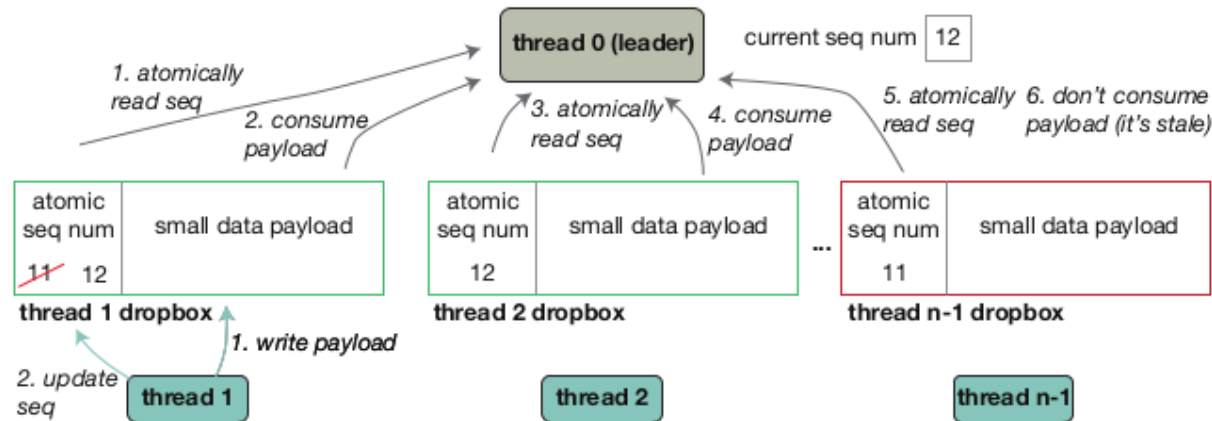 thread 0 (leader)
current seq num 12
1. atomically
read seq
2. consume
payload
3. atomically
read seq
4. consume
payload
5. atomically
read seq
6. don't consume
payload (it's stale)
atomic
seq num
11 12
small data payload
thread 1 dropbox
atomic
seq num
12
small data payload
thread 2 dropbox
...
atomic
seq num
11
small data payload
thread n-1 dropbox
1. write payload
2. update
seq
thread 1
thread 2
thread n-1